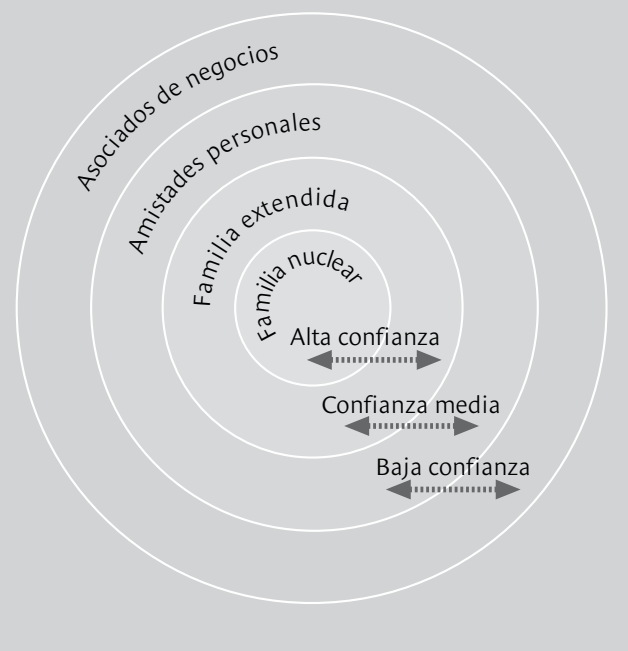 Asociados de negocios
Amistades personales
Familia extendida
Familia nuclear
Alta confianza
Confianza media
Baja confianza